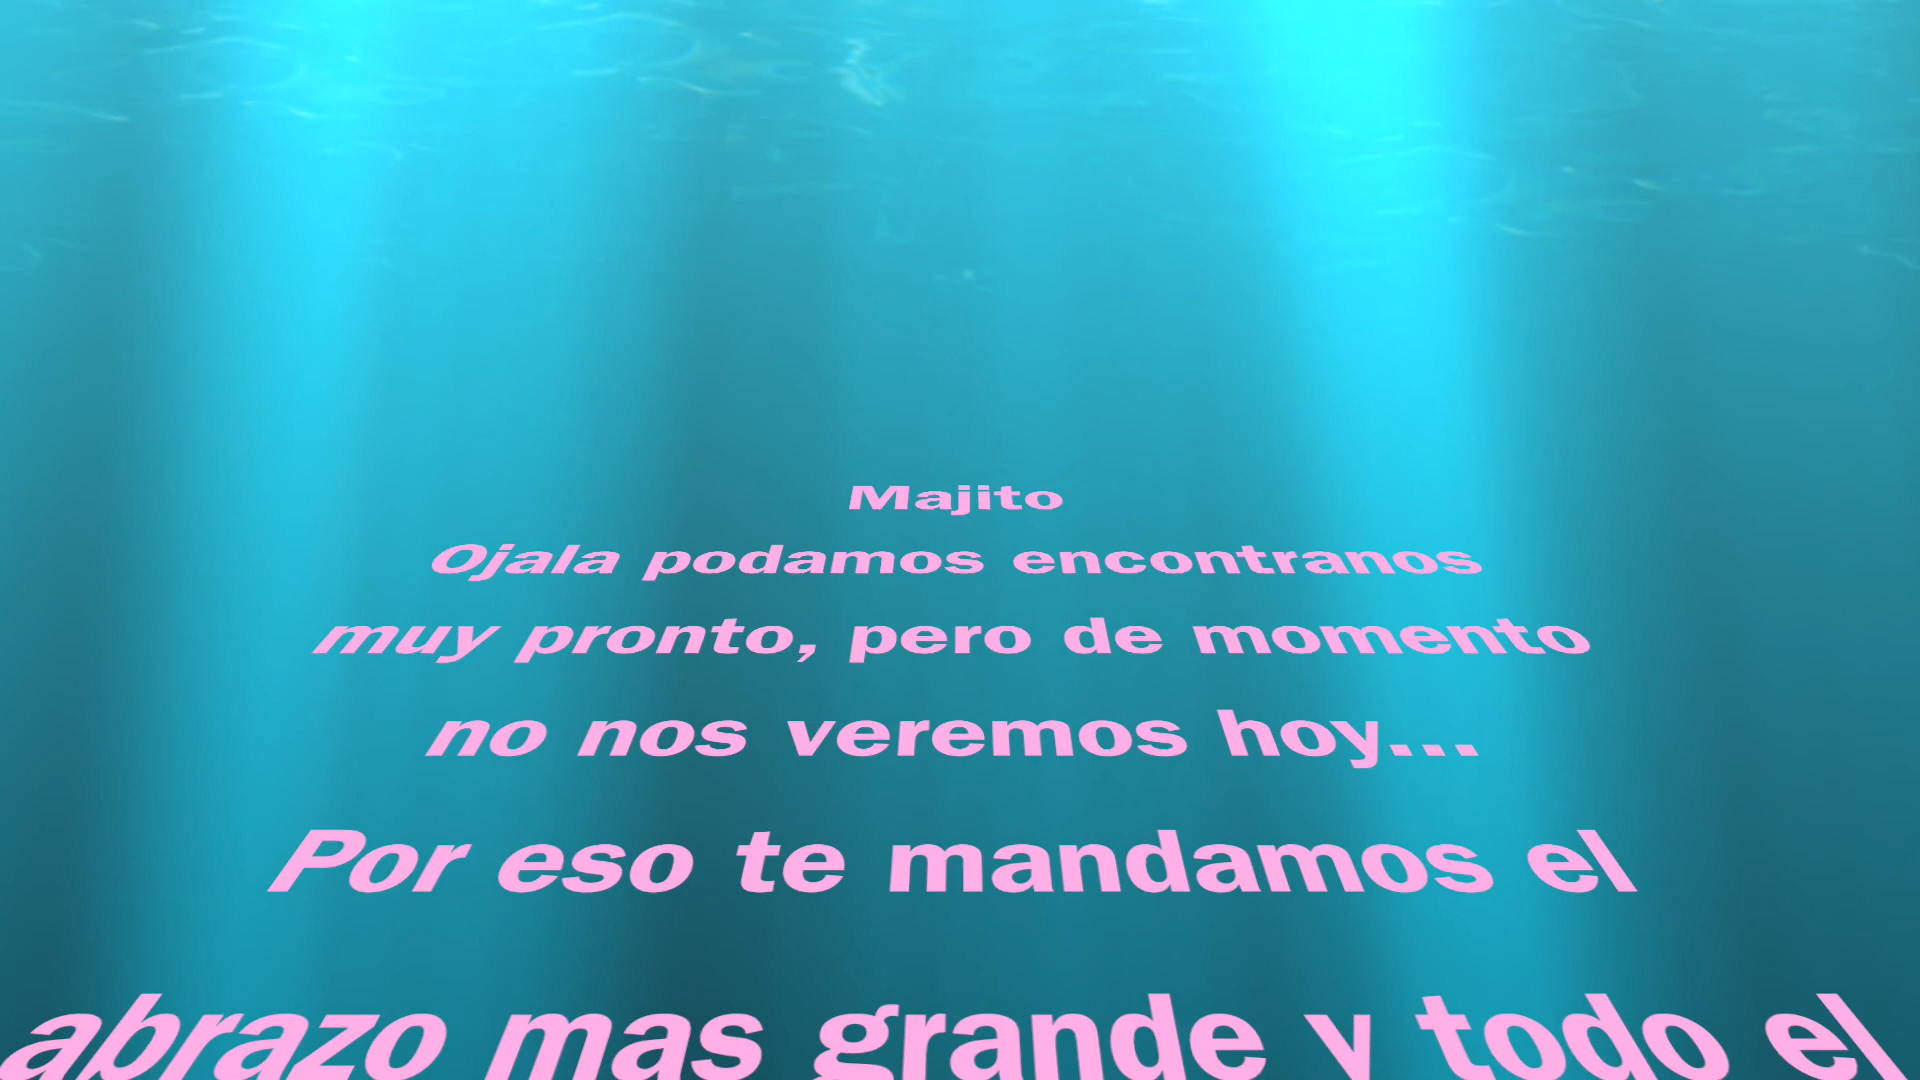 Majito
Ojala podamos encontranos
muy pronto, pero de momento
no nos veremos hoy...
Por eso te mandamos el
abrazo mas grande y todo el